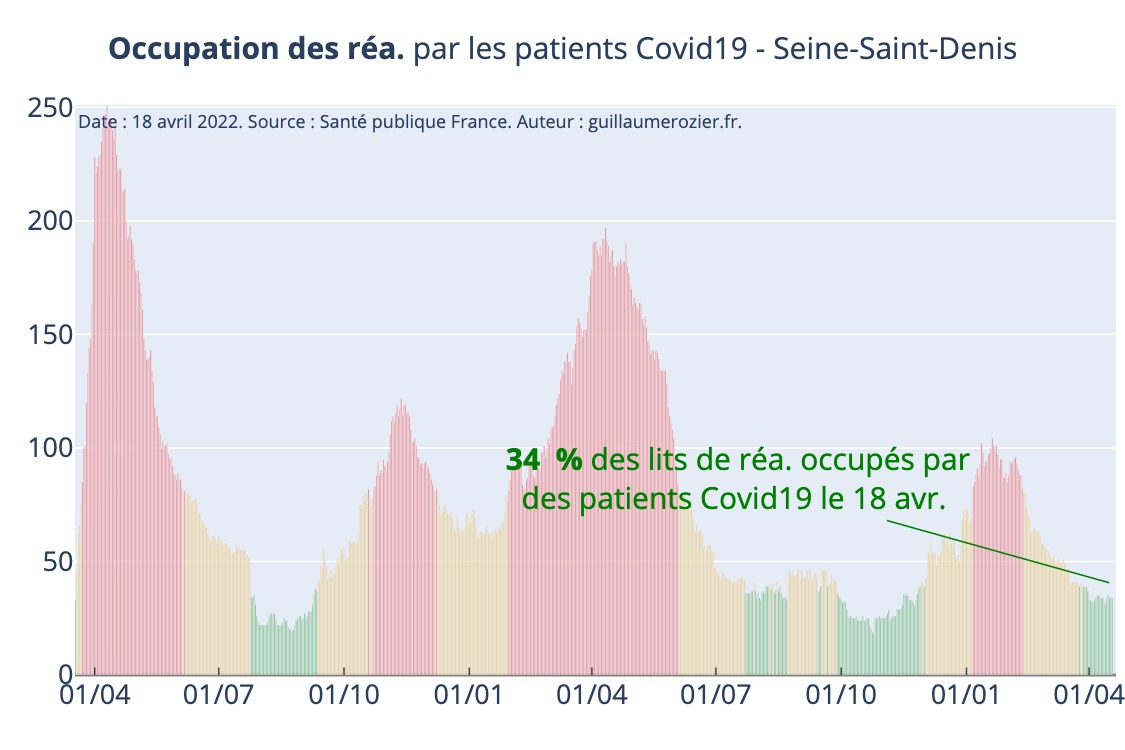 Occupation des réa. par les patients Covid19 - Seine-Saint-Denis
250
Date : 18 avril 2022. Source : Santé publique France. Auteur : guillaumerozier.fr.
200
150
100
34 % des lits de réa. occupés par
des patients Covid19 le 18 avr.
50
0
01/04 01/07 01/10 01/01 01/04 01/07 01/10 01/01 01/04